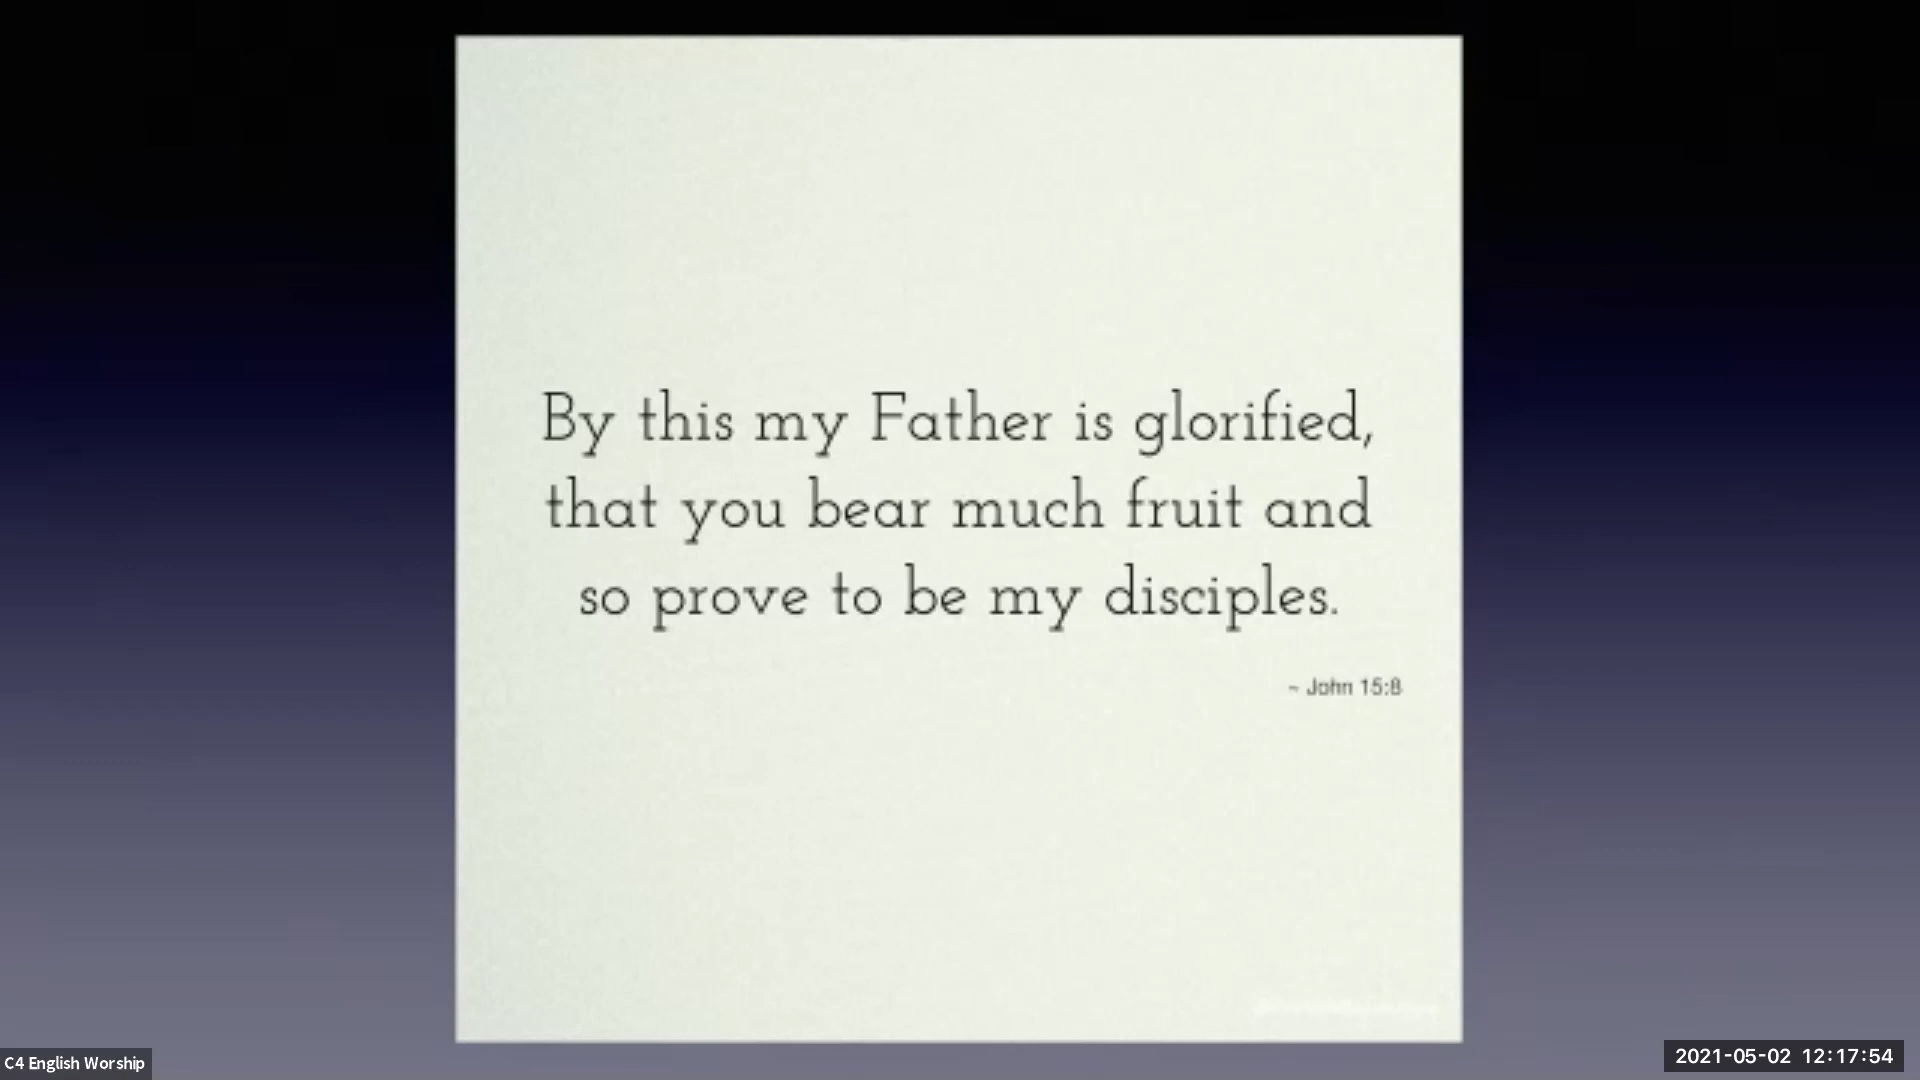 By this my Father is glorified,
that you bear much fruit and
so prove to be my disciples.
~ John 15:8
C4 English Worship
2021-05-02 12:17:54